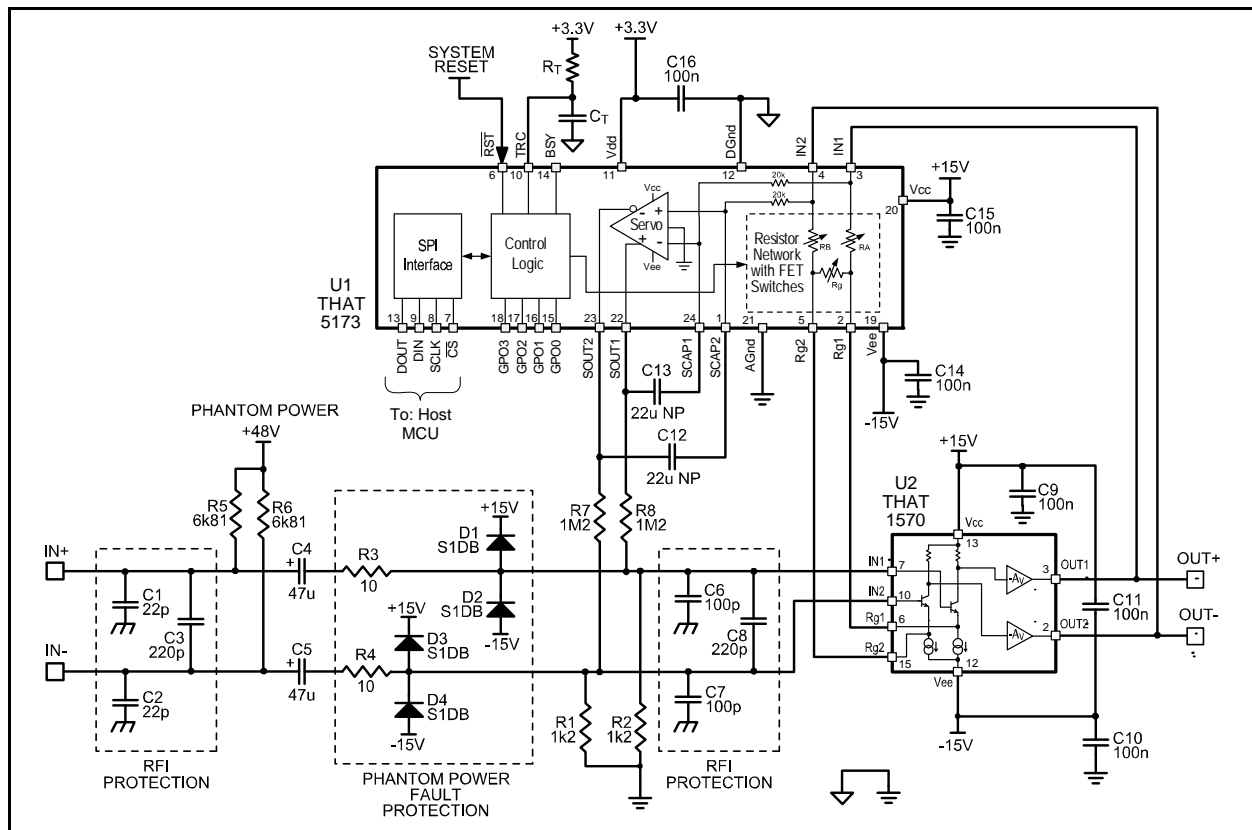 +3.3V
+3.3V
SYSTEM
RESET
RT
CT
C16
100n
RST
TRC
BSY
Vdd
DGnd
IN2
IN1
6
10
14
11
12
4
3
+15V
Vcc
20
C15
100n
20k
20k
Vcc
Servo
Vee
- +
+ -
SPI
Interface
Control
Logic
Resistor
Network
with FET
Switches
RB
RA
Rg
U1
THAT
5173
13
9
8
7
18
17
16
15
23
22
24
1
21
5
2
19
DOUT
DIN
SCLK
CS
GPO3
GPO2
GPO1
GPO0
SOUT2
SOUT1
SCAP1
SCAP2
AGnd
Rg2
Rg1
Vee
C14
100n
-15V
To: Host
MCU
C13
22u NP
C12
22u NP
PHANTOM POWER
+48V
R5
6k81
R6
6k81
R7
1M2
R8
1M2
+15V
C9
100n
U2
THAT
1570
Vcc
13
+15V
D1
S1DB
D2
S1DB
-15V
+15V
D3
S1DB
D4
S1DB
-15V
IN+
IN-
C1
22p
C2
22p
C3
220p
+
C4
47u
+
C5
47u
R3
10
R4
10
R1
1k2
R2
1k2
C6
100p
C7
100p
C8
220p
IN1
7
IN2
10
Rg1
6
Rg2
15
-Av
-Av
3
OUT1
2
OUT2
12
Vee
-15V
C11
100n
C10
100n
OUT+
OUT-
RFI
PROTECTION
PHANTOM POWER
FAULT
PROTECTION
RFI
PROTECTION